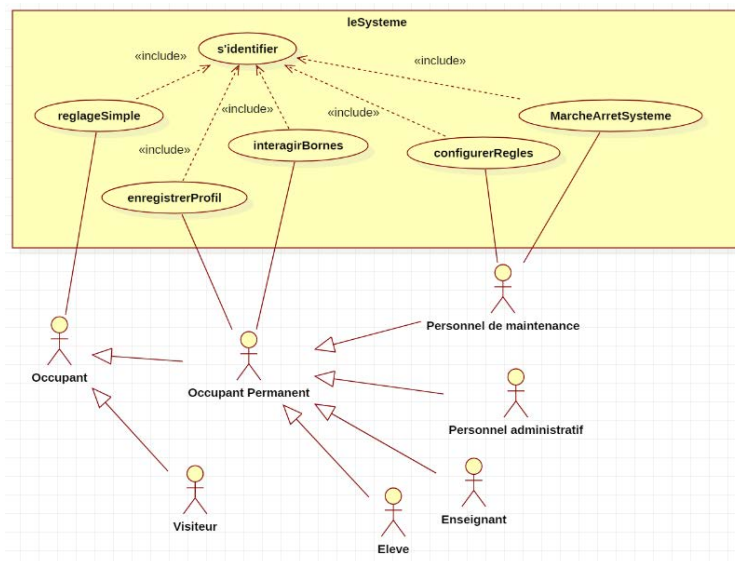 leSysteme
s'identifier
«include»
«include»
reglageSimple
«include»
«include»
MarcheArretSysteme
«include»
interagirBornes
configurerRegles
enregistrerProfil
Personnel de maintenance
Occupant
Occupant Permanent
Personnel administratif
Visiteur
Enseignant
Eleve